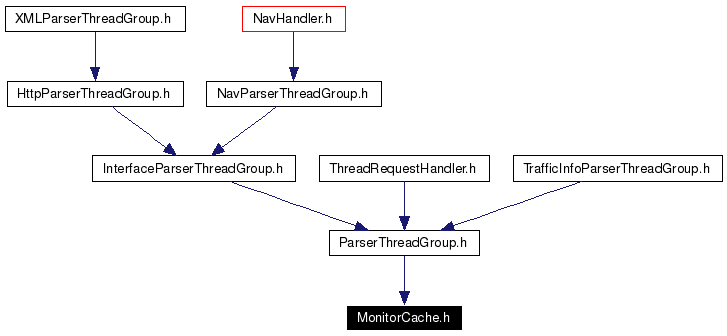 XMLParserThreadGroup.h
NavHandler.h
HttpParserThreadGroup.h
NavParserThreadGroup.h
InterfaceParserThreadGroup.h
ThreadRequestHandler.h
TrafficInfoParserThreadGroup.h
ParserThreadGroup.h
MonitorCache.h